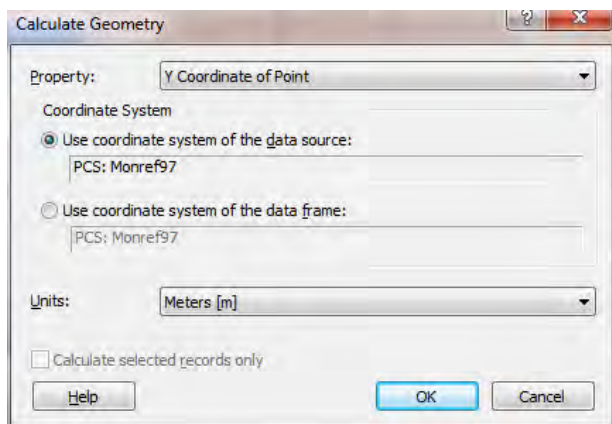 Calculate Geometry
Property: Y Coordinate of Point
Coordinate System
Use coordinate system of the data source:
PCS: Monref97
Use coordinate system of the data frame:
PCS: Monref97
Units: Meters [m]
Calculate selected records only
Help OK Cancel